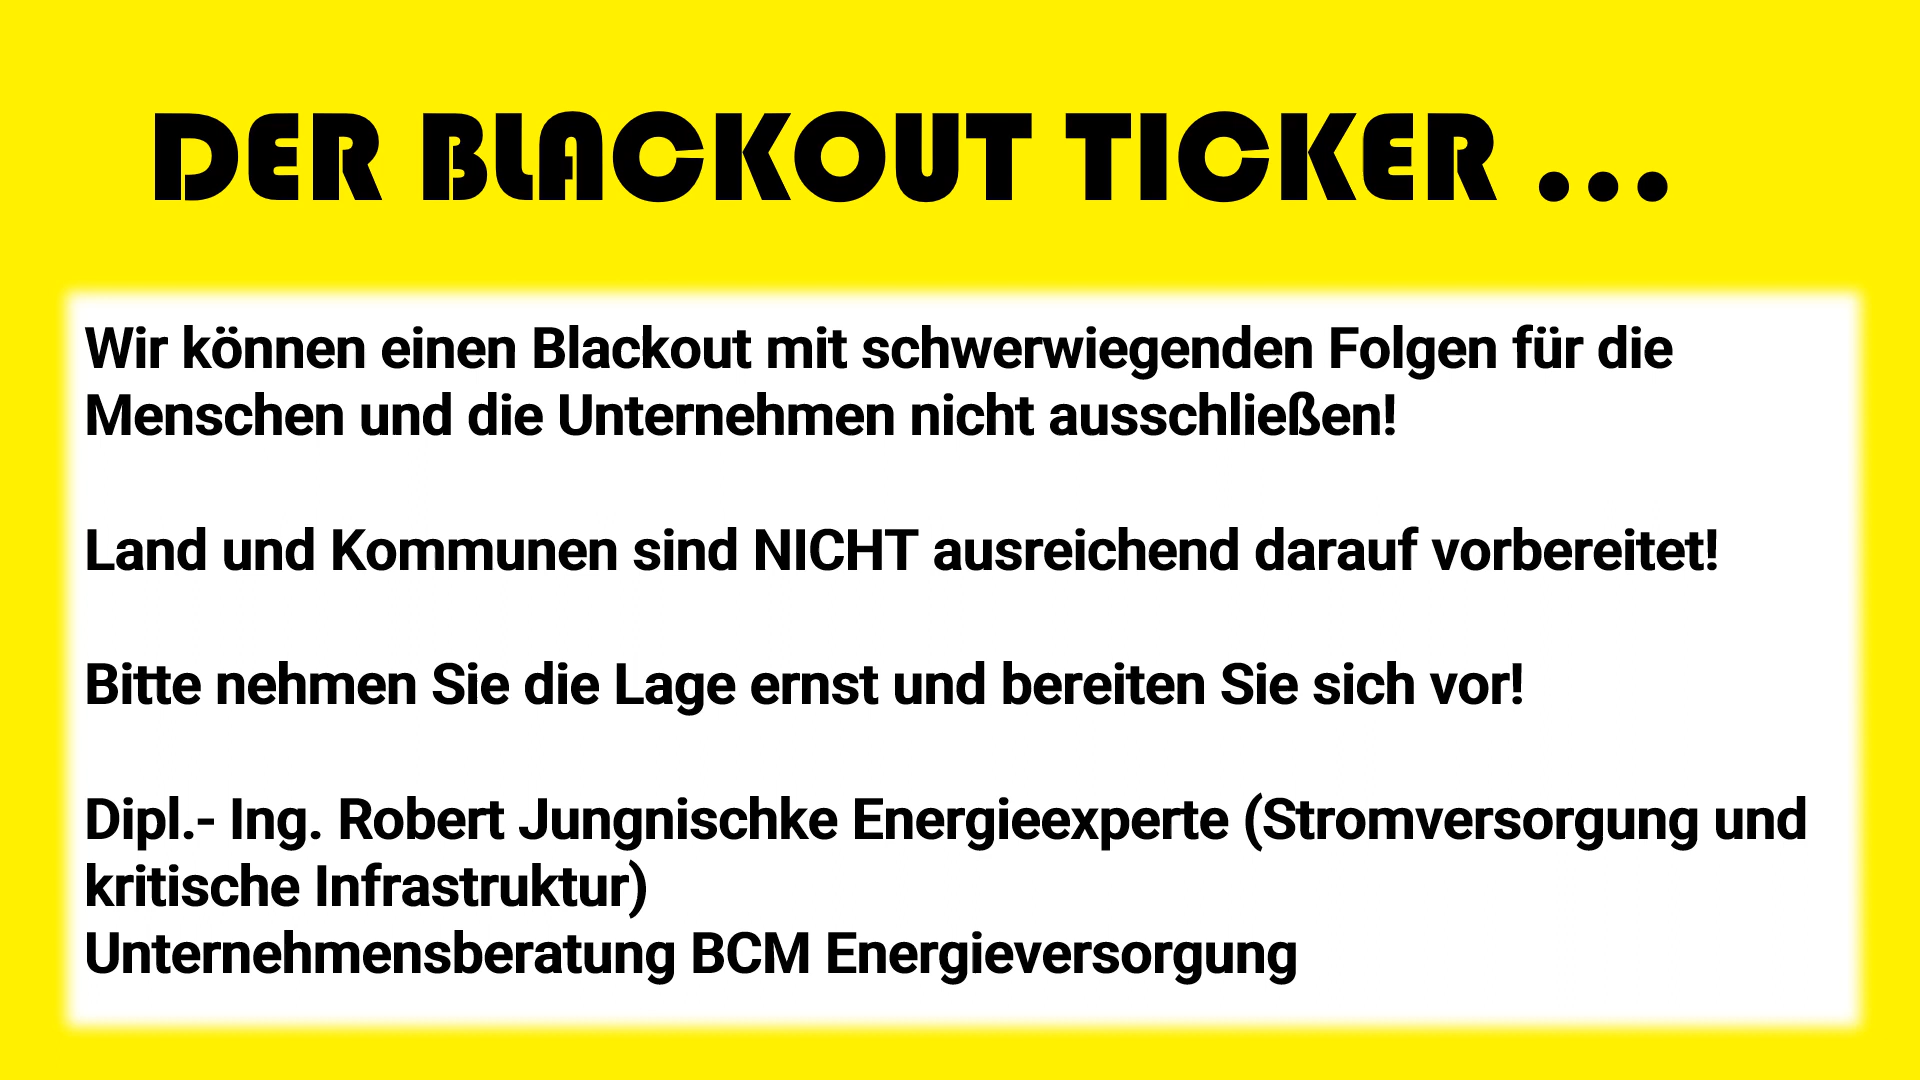 DER BLACKOUT TICKER ...
Wir können einen Blackout mit schwerwiegenden Folgen für die
Menschen und die Unternehmen nicht ausschließen!
Land und Kommunen sind NICHT ausreichend darauf vorbereitet!
Bitte nehmen Sie die Lage ernst und bereiten Sie sich vor!
Dipl.- Ing. Robert Jungnischke Energieexperte (Stromversorgung und
kritische Infrastruktur)
Unternehmensberatung BCM Energieversorgung